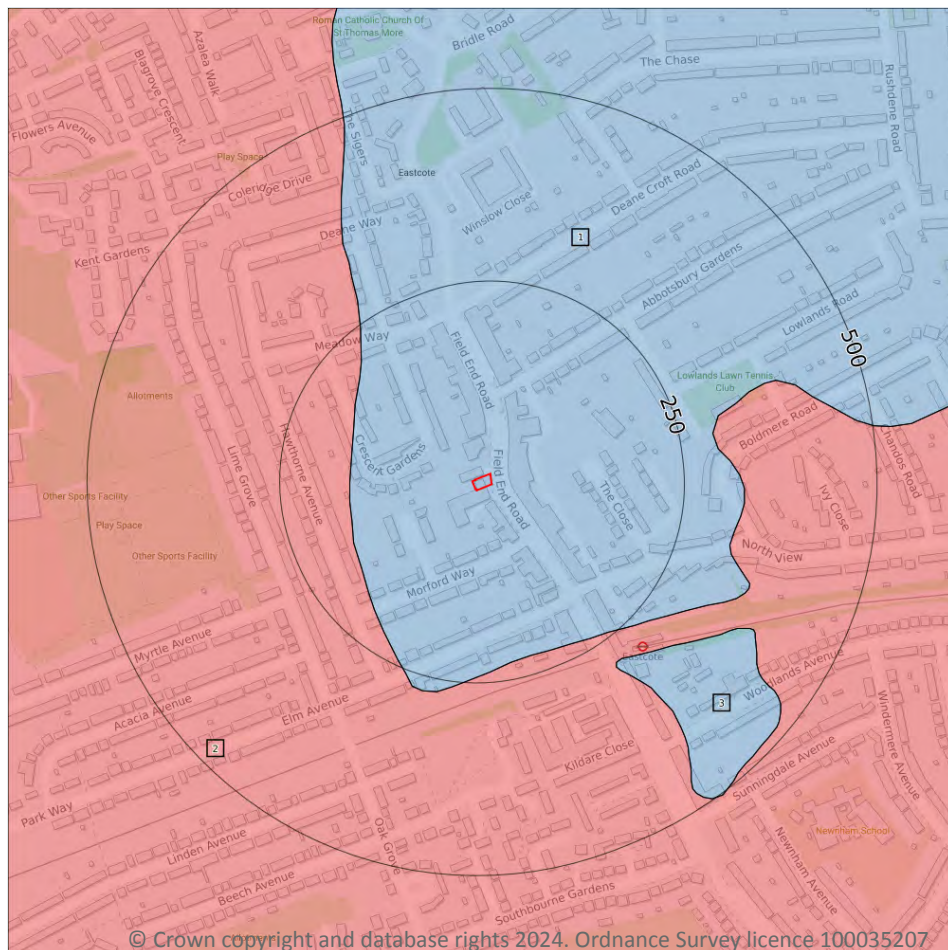 Roman Catholic Church Of
St Thomas More
Bridle Road
The Chase
Rushdene Road
Azalea Walk
Blagrove Crescent
Flowers Avenue
The Sigers
Play Space
Eastcote
Coleridge Drive
Deane Croft Road
Winslow Close
Deane Way
1
Kent Gardens
Abbotsbury Gardens
Lowlands Road
Meadow Way
Field End Road
500
Lowlands Lawn Tennis
Club
Allotments
250
Boldmere Road
Chandos Road
Crescent Gardens
Lime Grove
Hawthorne Avenue
Field End Road
Other Sports Facility
The Close
Ivy Close
Play Space
Other Sports Facility
North View
Morford Way
Myrtle Avenue
Eastcote
Woodlands Avenue
3
Acacia Avenue
Elm Avenue
Windermere Avenue
2
Kildare Close
Sunningdale Avenue
Park Way
Linden Avenue
Oak Grove
Newnham School
Newnham Avenue
Beech Avenue
Southbourne Gardens
© Crown copyright and database rights 2024. Ordnance Survey licence 100035207